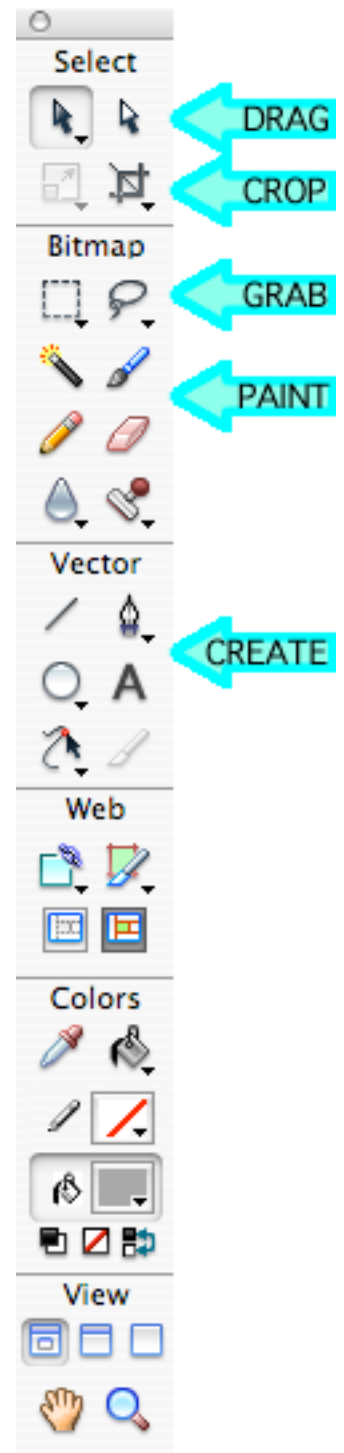 Select
DRAG
CROP
Bitmap
GRAB
PAINT
Vector
CREATE
A
Web
Colors
View